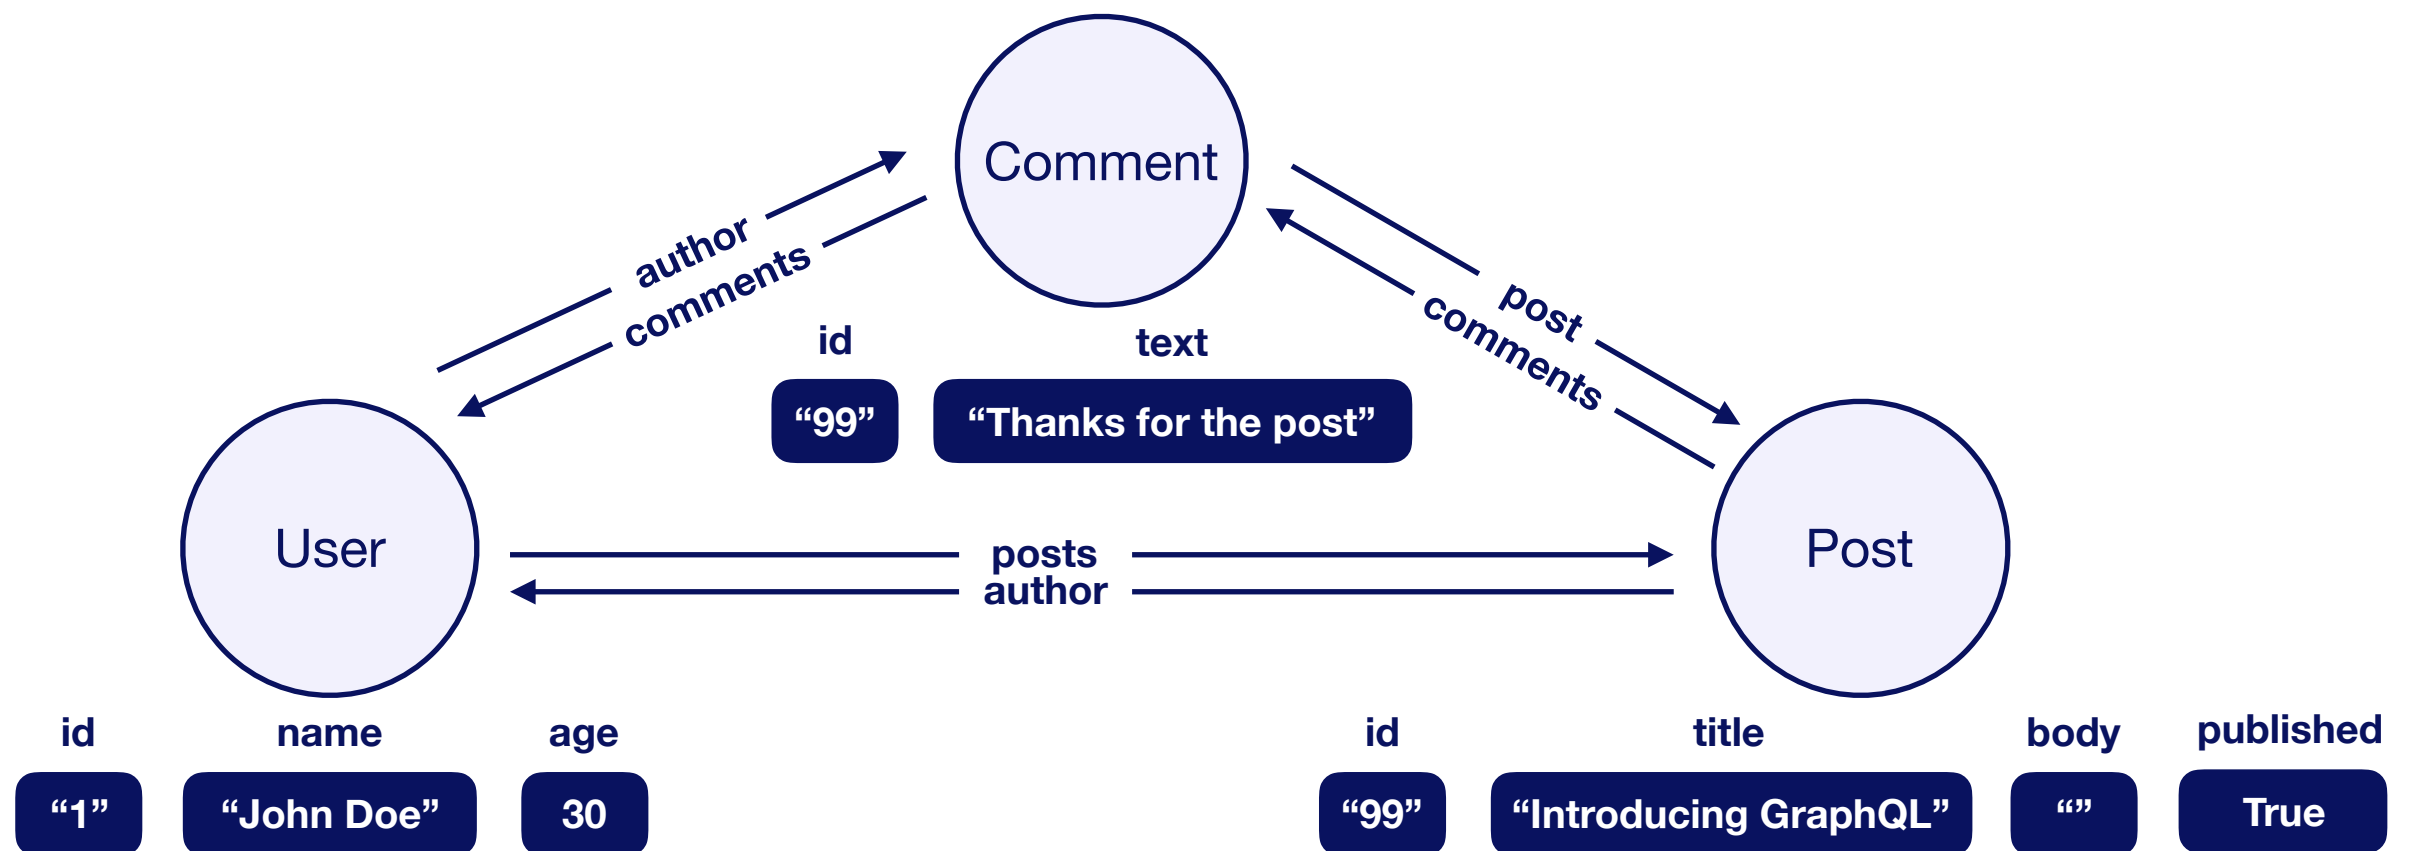 Comment
author
comments
post
comments
id
text
“99”
“Thanks for the post”
User
posts
author
Post
id
name
age
“1”
“John Doe”
30
id
title
body
published
“99”
“Introducing GraphQL”
“”
True